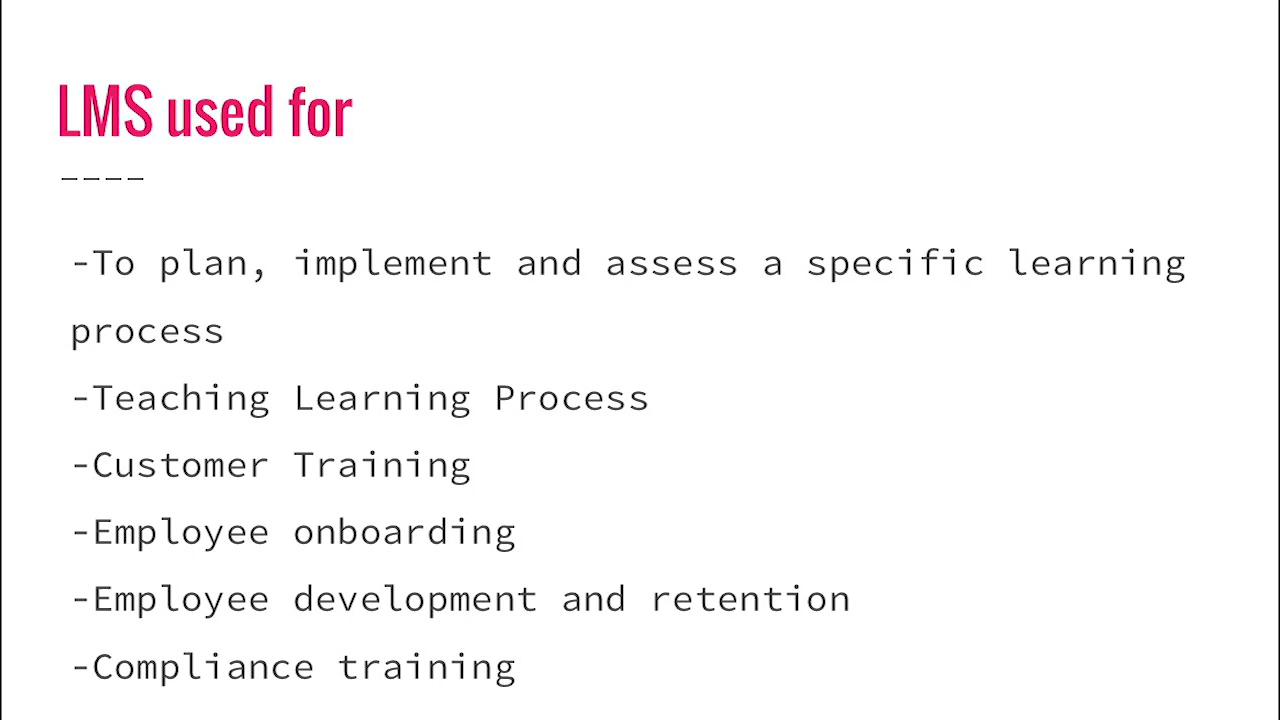 LMS used for
----
-To plan, implement and assess a specific learning
process
-Teaching Learning Process
-Customer Training
-Employee onboarding
-Employee development and retention
-Compliance training